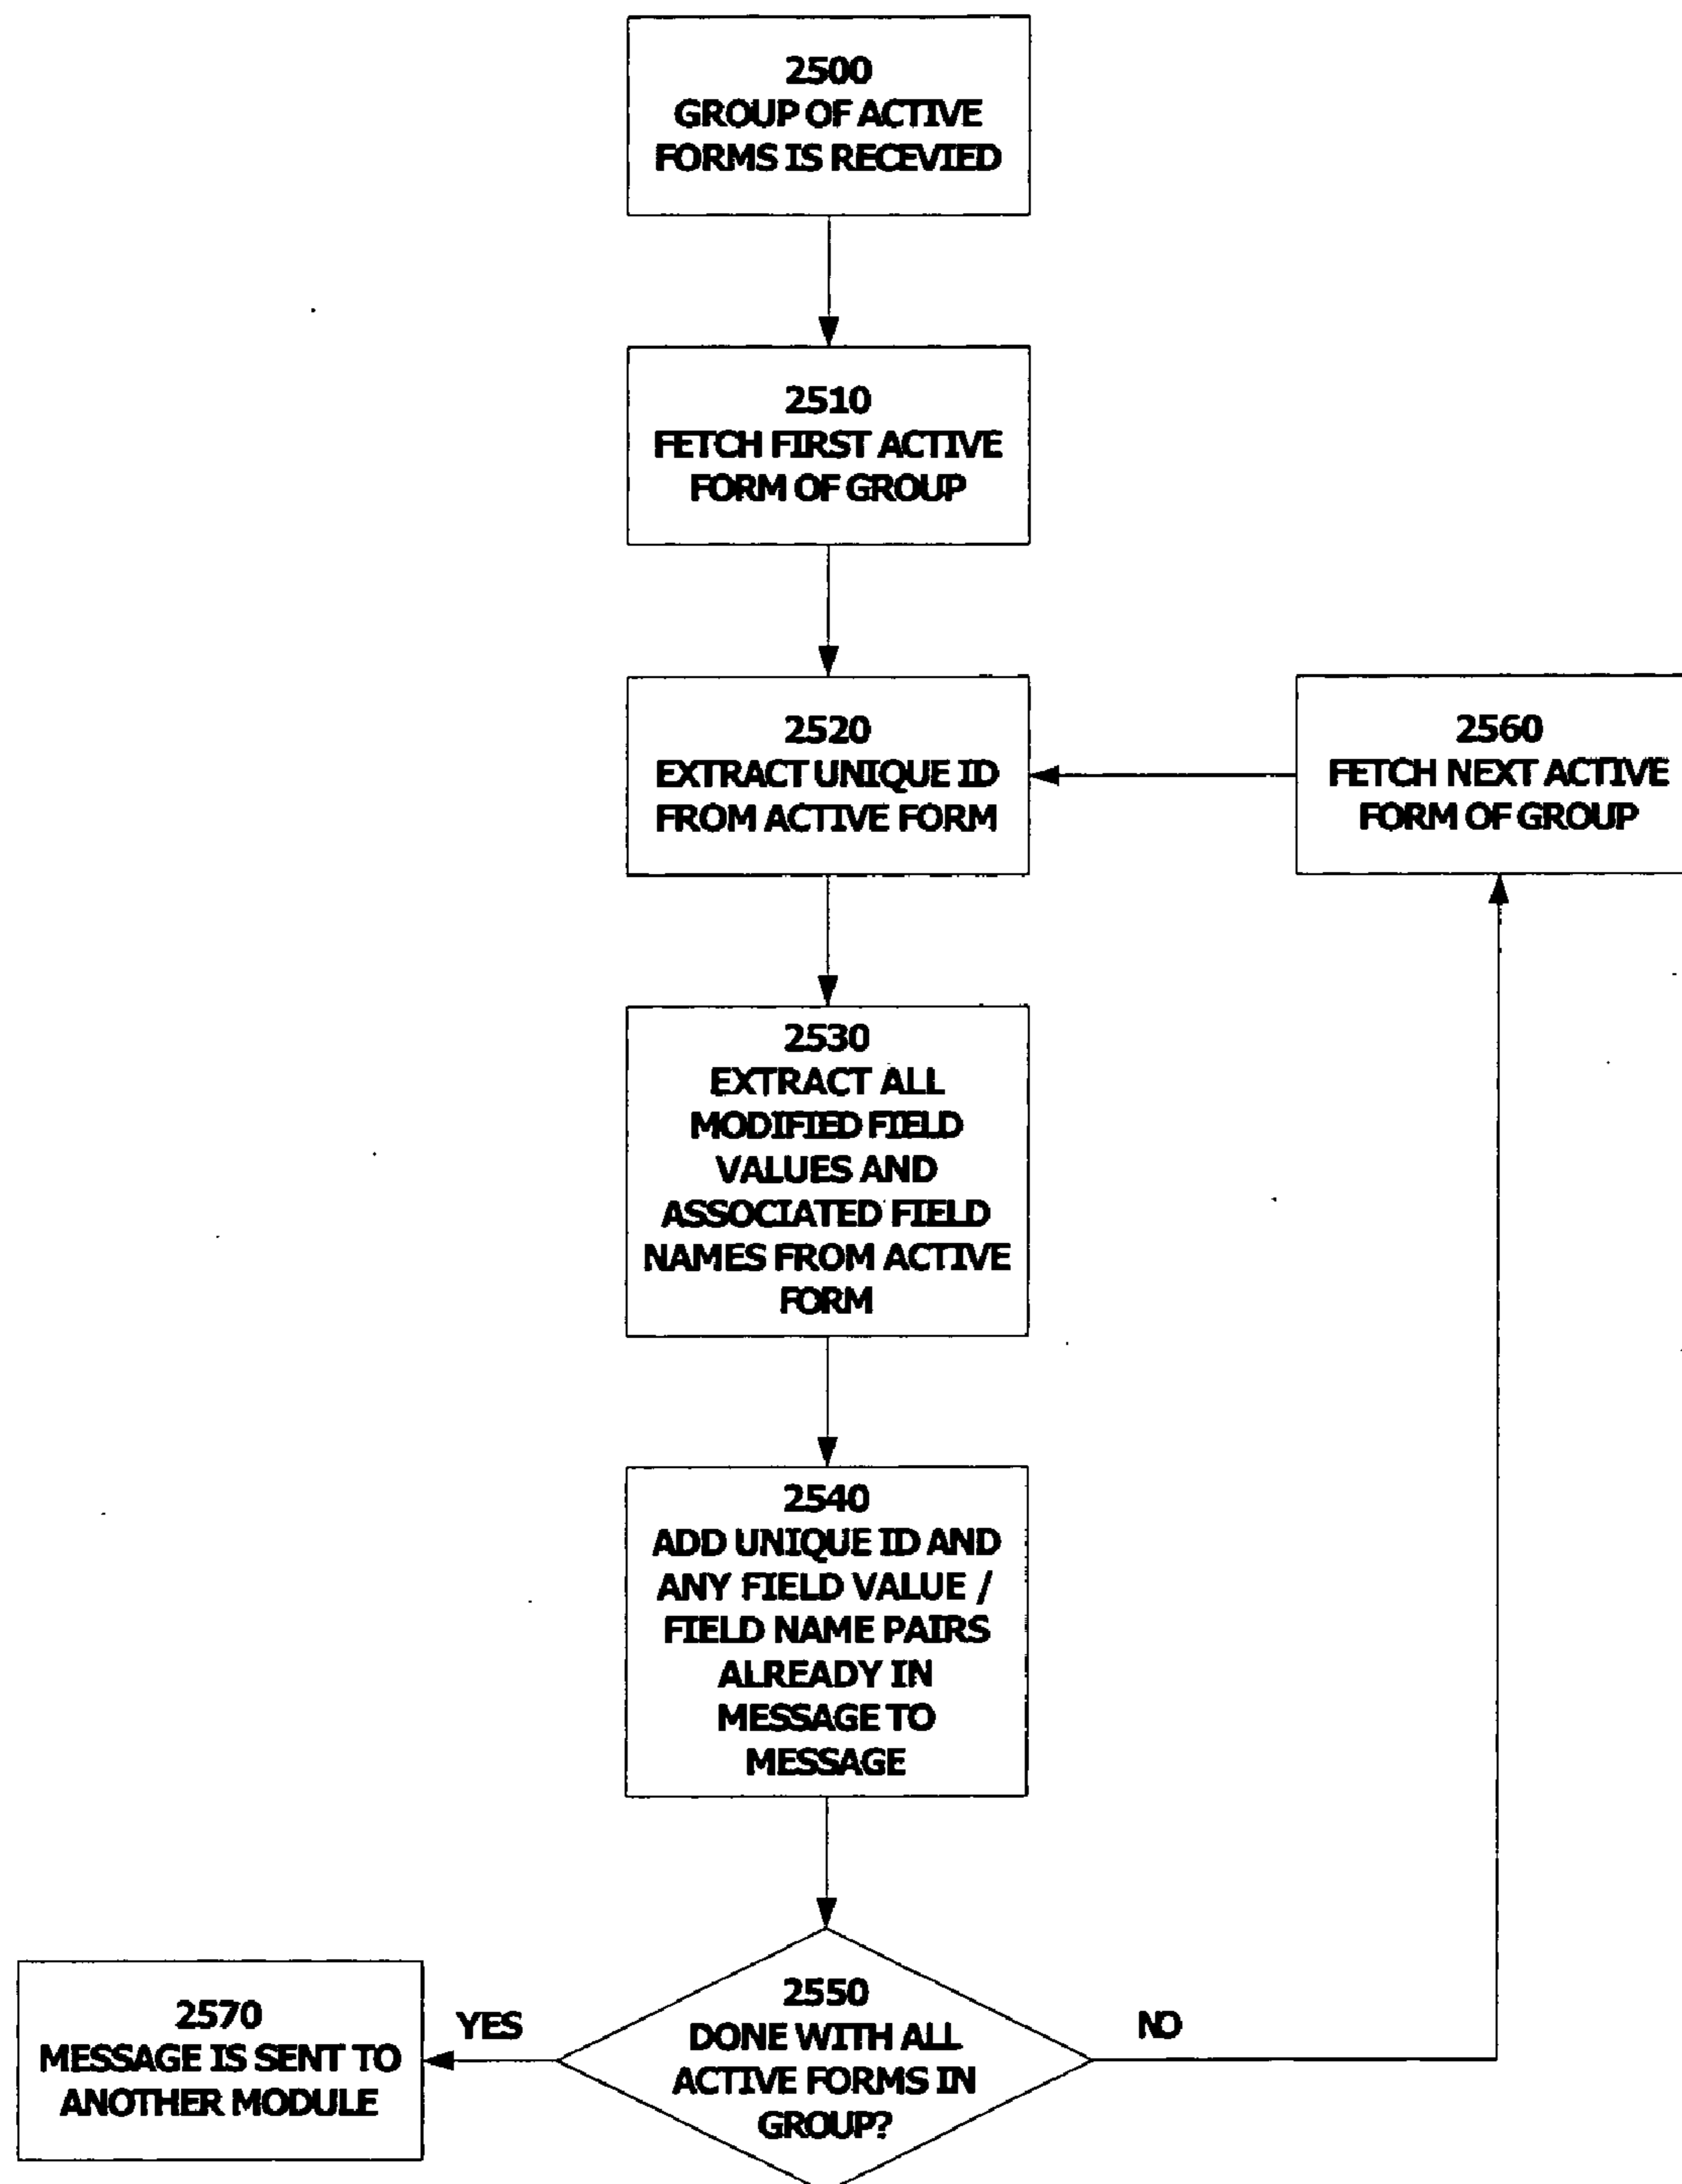 2500
GROUP OF ACTIVE
FORMS IS RECEVIED
2510
FETCH FIRST ACTIVE
FORM OF GROUP
2520
EXTRACT UNIQUE ID
FROM ACTIVE FORM
2560
FETCH NEXT ACTIVE
FORM OF GROUP
2530
EXTRACT ALL
MODIFIED FIELD
VALUES AND
ASSOCIATED FIELD
NAMES FROM ACTIVE
FORM
2540
ADD UNIQUE ID AND
ANY FIELD VALUE /
FIELD NAME PAIRS
ALREADY IN
MESSAGE TO
MESSAGE
2550
DONE WITH ALL
ACTIVE FORMS IN
GROUP?
YES
NO
2570
MESSAGE IS SENT TO
ANOTHER MODULE